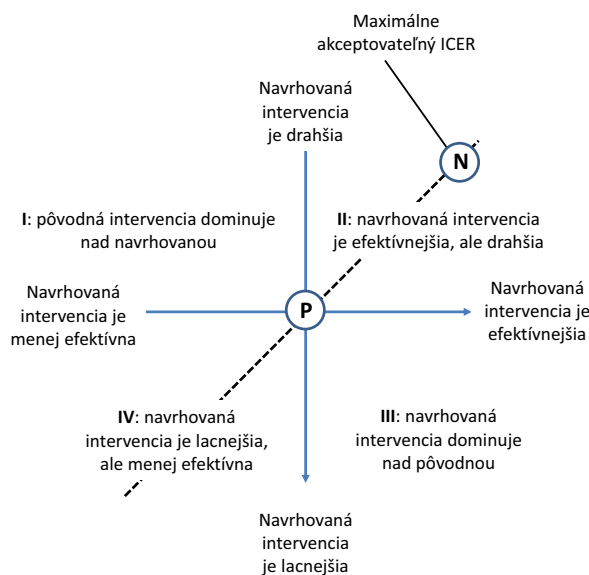 Maximálne
akceptovateľný ICER
Navrhovaná
intervencia
je drahšia
N
I: pôvodná intervencia dominuje
nad navrhovanou
II: navrhovaná intervencia
je efektívnejšia, ale drahšia
Navrhovaná
intervencia je
menej efektívna
P
Navrhovaná
intervencia je
efektívnejšia
IV: navrhovaná
intervencia je lacnejšia,
ale menej efektívna
III: navrhovaná
intervencia dominuje
nad pôvodnou
Navrhovaná
intervencia
je lacnejšia